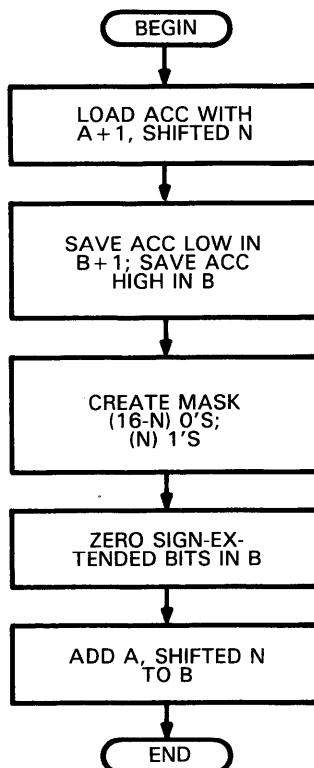 BEGIN
LOAD ACC WITH
A+1, SHIFTED N
SAVE ACC LOW IN
B+1; SAVE ACC
HIGH IN B
CREATE MASK
(16-N) 0'S;
(N) 1'S
ZERO SIGN-EX-
TENDED BITS IN B
ADD A, SHIFTED N
TO B
END